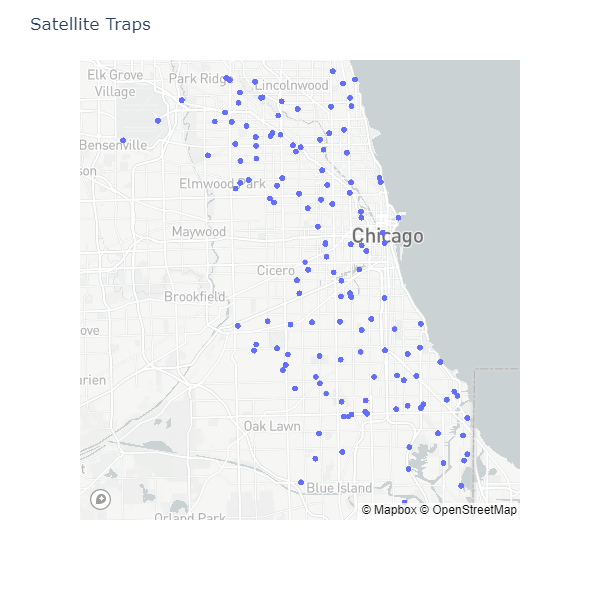 Satellite Traps
Elk Grove
Village
Park Ridge
Lincolnwood
Bensenville
son
Elmwood Park
Maywood
Chicago
Cicero
Brookfield
ove
rien
Oak Lawn
t
Blue Island
Orland Park
© Mapbox © OpenStreetMap